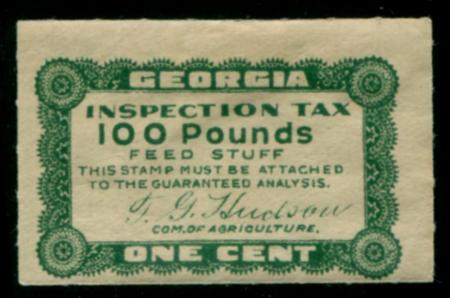 GEORGIA
INSPECTION TAX
100 Pounds
FEED STUFF
THIS STAMP MUST BE ATTACHED
TO THE GUARANTEED ANALYSIS.
T. G. Hudson
COM. OF AGRICULTURE.
ONE CENT